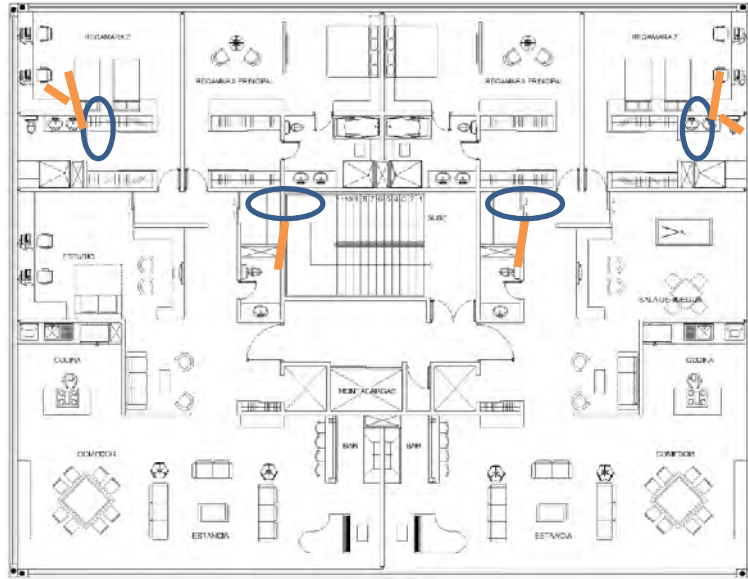 RECAMARA 2
RECAMARA PRINCIPAL
RECAMARA PRINCIPAL
RECAMARA 2
SUBE
ESTUDIO
SALA DE JUEGOS
COCINA
COCINA
MONTACARGAS
BAR
BAR
COMEDOR
COMEDOR
ESTANCIA
ESTANCIA